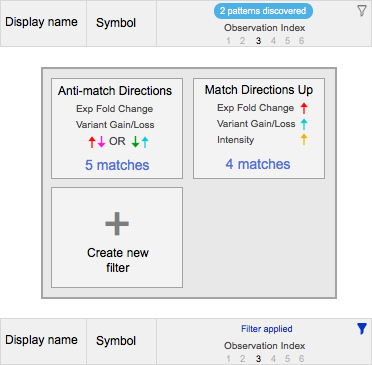 Display name
Symbol
2 patterns discovered
Observation Index
1 2 3 4 5 6
Anti-match Directions
Exp Fold Change
Variant Gain/Loss
OR
5 matches
Match Directions Up
Exp Fold Change
Variant Gain/Loss
Intensity
4 matches
Create new
filter
Display name
Symbol
Filter applied
Observation Index
1 2 3 4 5 6